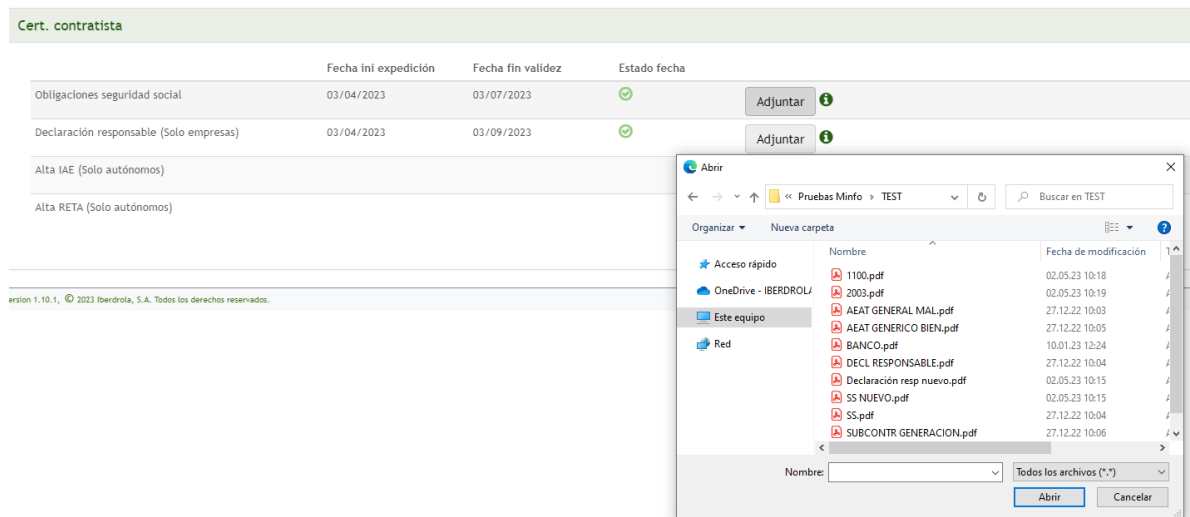 Cert. contratista
Fecha ini expedición Fecha fin validez Estado fecha
Obligaciones seguridad social 03/04/2023 03/07/2023 Adjuntar
Declaración responsable (Solo empresas) 03/04/2023 03/09/2023 Adjuntar
Alta IAE (Solo autónomos)
Alta RETA (Solo autónomos)
ersion 1.10.1, © 2023 Iberdrola, S.A. Todos los derechos reservados.
Abrir
« Pruebas Minfo > TEST Buscar en TEST
Organizar Nueva carpeta
Nombre Fecha de modificación
Acceso rápido
OneDrive - IBERDROLA
Este equipo
Red
1100.pdf 02.05.23 10:18
2003.pdf 02.05.23 10:19
AEAT GENERAL MAL.pdf 27.12.22 10:03
AEAT GENERICO BIEN.pdf 27.12.22 10:05
BANCO.pdf 10.01.23 12:24
DECL RESPONSABLE.pdf 27.12.22 10:04
Declaración resp nuevo.pdf 02.05.23 10:15
SS NUEVO.pdf 02.05.23 10:15
SS.pdf 27.12.22 10:04
SUBCONTR GENERACION.pdf 27.12.22 10:06
Nombre: Todos los archivos (*.*)
Abrir Cancelar